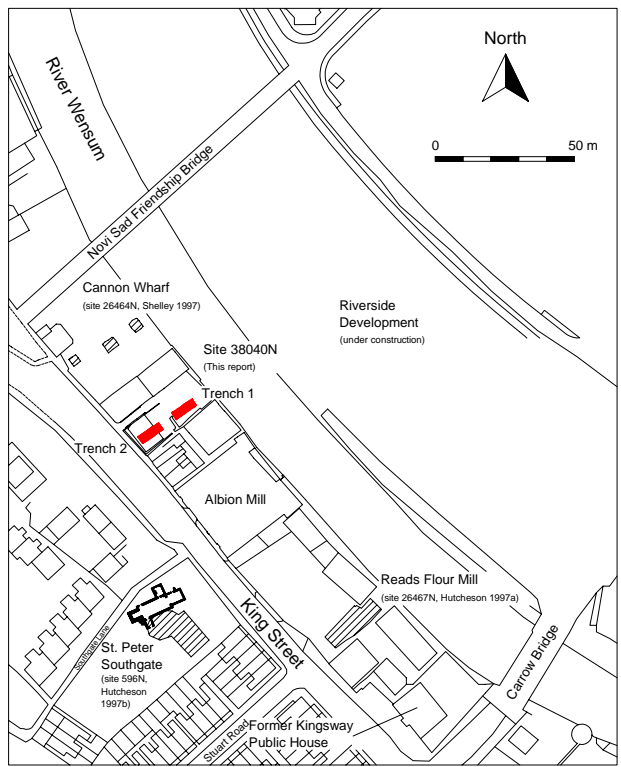 North
0
50 m
River Wensum
Novi Sad Friendship Bridge
Cannon Wharf
(site 26464N, Shelley 1997)
Riverside
Development
(under construction)
Site 38040N
(This report)
Trench 1
Trench 2
Albion Mill
Reads Flour Mill
(site 26467N, Hutcheson 1997a)
King Street
Southgate Lane
St. Peter
Southgate
(site 596N,
Hutcheson
1997b)
Carrow Bridge
Stuart Road
Former Kingsway
Public House